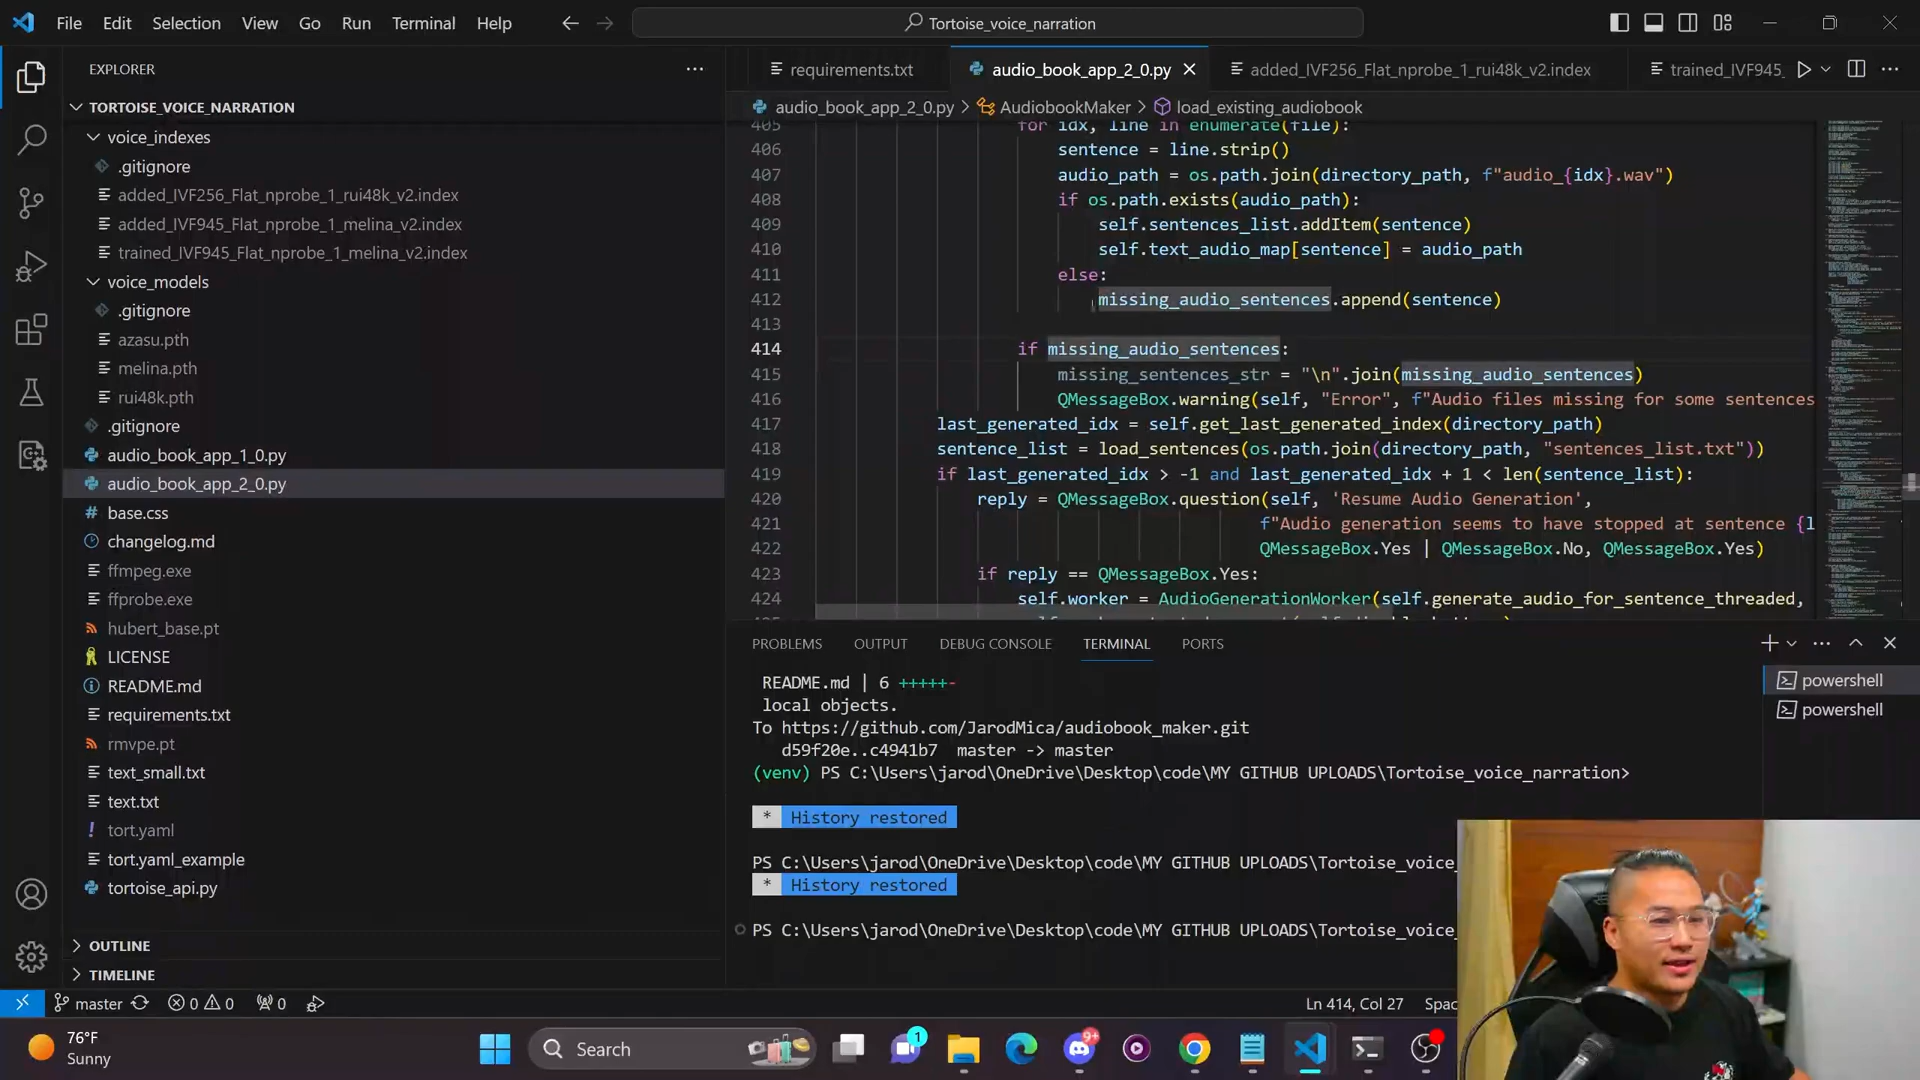 File Edit Selection View Go Run Terminal Help
Tortoise_voice_narration
EXPLORER
TORTOISE_VOICE_NARRATION
voice_indexes
.gitignore
added_IVF256_Flat_nprobe_1_rui48k_v2.index
added_IVF945_Flat_nprobe_1_melina_v2.index
trained_IVF945_Flat_nprobe_1_melina_v2.index
voice_models
.gitignore
azasu.pth
melina.pth
rui48k.pth
.gitignore
audio_book_app_1_0.py
audio_book_app_2_0.py
base.css
changelog.md
ffmpeg.exe
ffprobe.exe
hubert_base.pt
LICENSE
README.md
requirements.txt
rmvpe.pt
text_small.txt
text.txt
tort.yaml
tort.yaml_example
tortoise_api.py
OUTLINE
TIMELINE
requirements.txt audio_book_app_2_0.py added_IVF256_Flat_nprobe_1_rui48k_v2.index trained_IVF945_
audio_book_app_2_0.py > AudiobookMaker > load_existing_audiobook
405 for idx, line in enumerate(file):
406 sentence = line.strip()
407 audio_path = os.path.join(directory_path, f"audio_{idx}.wav")
408 if os.path.exists(audio_path):
409 self.sentences_list.addItem(sentence)
410 self.text_audio_map[sentence] = audio_path
411 else:
412 missing_audio_sentences.append(sentence)
413
414 if missing_audio_sentences:
415 missing_sentences_str = "\n".join(missing_audio_sentences)
416 QMessageBox.warning(self, "Error", f"Audio files missing for some sentences
417 last_generated_idx = self.get_last_generated_index(directory_path)
418 sentence_list = load_sentences(os.path.join(directory_path, "sentences_list.txt"))
419 if last_generated_idx > -1 and last_generated_idx + 1 < len(sentence_list):
420 reply = QMessageBox.question(self, 'Resume Audio Generation',
421 f"Audio generation seems to have stopped at sentence {l
422 QMessageBox.Yes | QMessageBox.No, QMessageBox.Yes)
423 if reply == QMessageBox.Yes:
424 self.worker = AudioGenerationWorker(self.generate_audio_for_sentence_threaded,
PROBLEMS OUTPUT DEBUG CONSOLE TERMINAL PORTS
powershell
powershell
README.md | 6 +++++-
local objects.
To https://github.com/JarodMica/audiobook_maker.git
d59f20e..c4941b7 master -> master
(venv) PS C:\Users\jarod\OneDrive\Desktop\code\MY GITHUB UPLOADS\Tortoise_voice_narration>
* History restored
PS C:\Users\jarod\OneDrive\Desktop\code\MY GITHUB UPLOADS\Tortoise_voice_
* History restored
PS C:\Users\jarod\OneDrive\Desktop\code\MY GITHUB UPLOADS\Tortoise_voice_
master 0 0 0
Ln 414, Col 27 Spac
76°F
Sunny
Search
1
9+